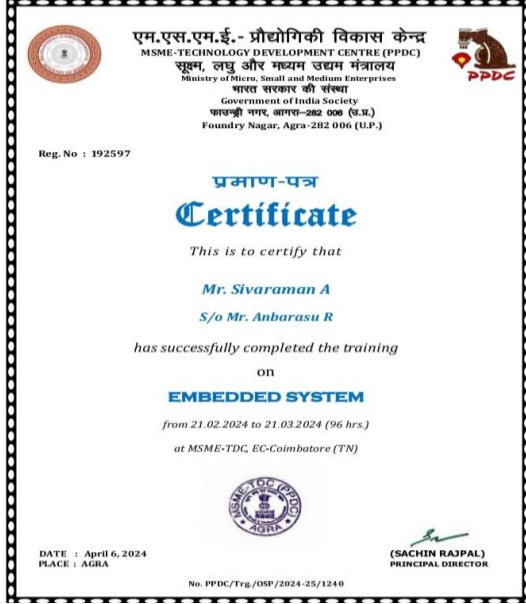 एम.एस.एम.ई.- प्रौद्योगिकी विकास केन्द्र
MSME-TECHNOLOGY DEVELOPMENT CENTRE (PPDC)
सूक्ष्म, लघु और मध्यम उद्यम मंत्रालय
Ministry of Micro, Small and Medium Enterprises
भारत सरकार की संस्था
Government of India Society
फाउन्ड्री नगर, आगरा–282 006 (उ.प्र.)
Foundry Nagar, Agra-282 006 (U.P.)
PPDC
Reg. No : 192597
प्रमाण-पत्र
Certificate
This is to certify that
Mr. Sivaraman A
S/o Mr. Anbarasu R
has successfully completed the training
on
EMBEDDED SYSTEM
from 21.02.2024 to 21.03.2024 (96 hrs.)
at MSME-TDC, EC-Coimbatore (TN)
MSME-TDC (PPDC)
AGRA
DATE : April 6, 2024
PLACE : AGRA
(SACHIN RAJPAL)
PRINCIPAL DIRECTOR
No. PPDC/Trg./OSP/2024-25/1240